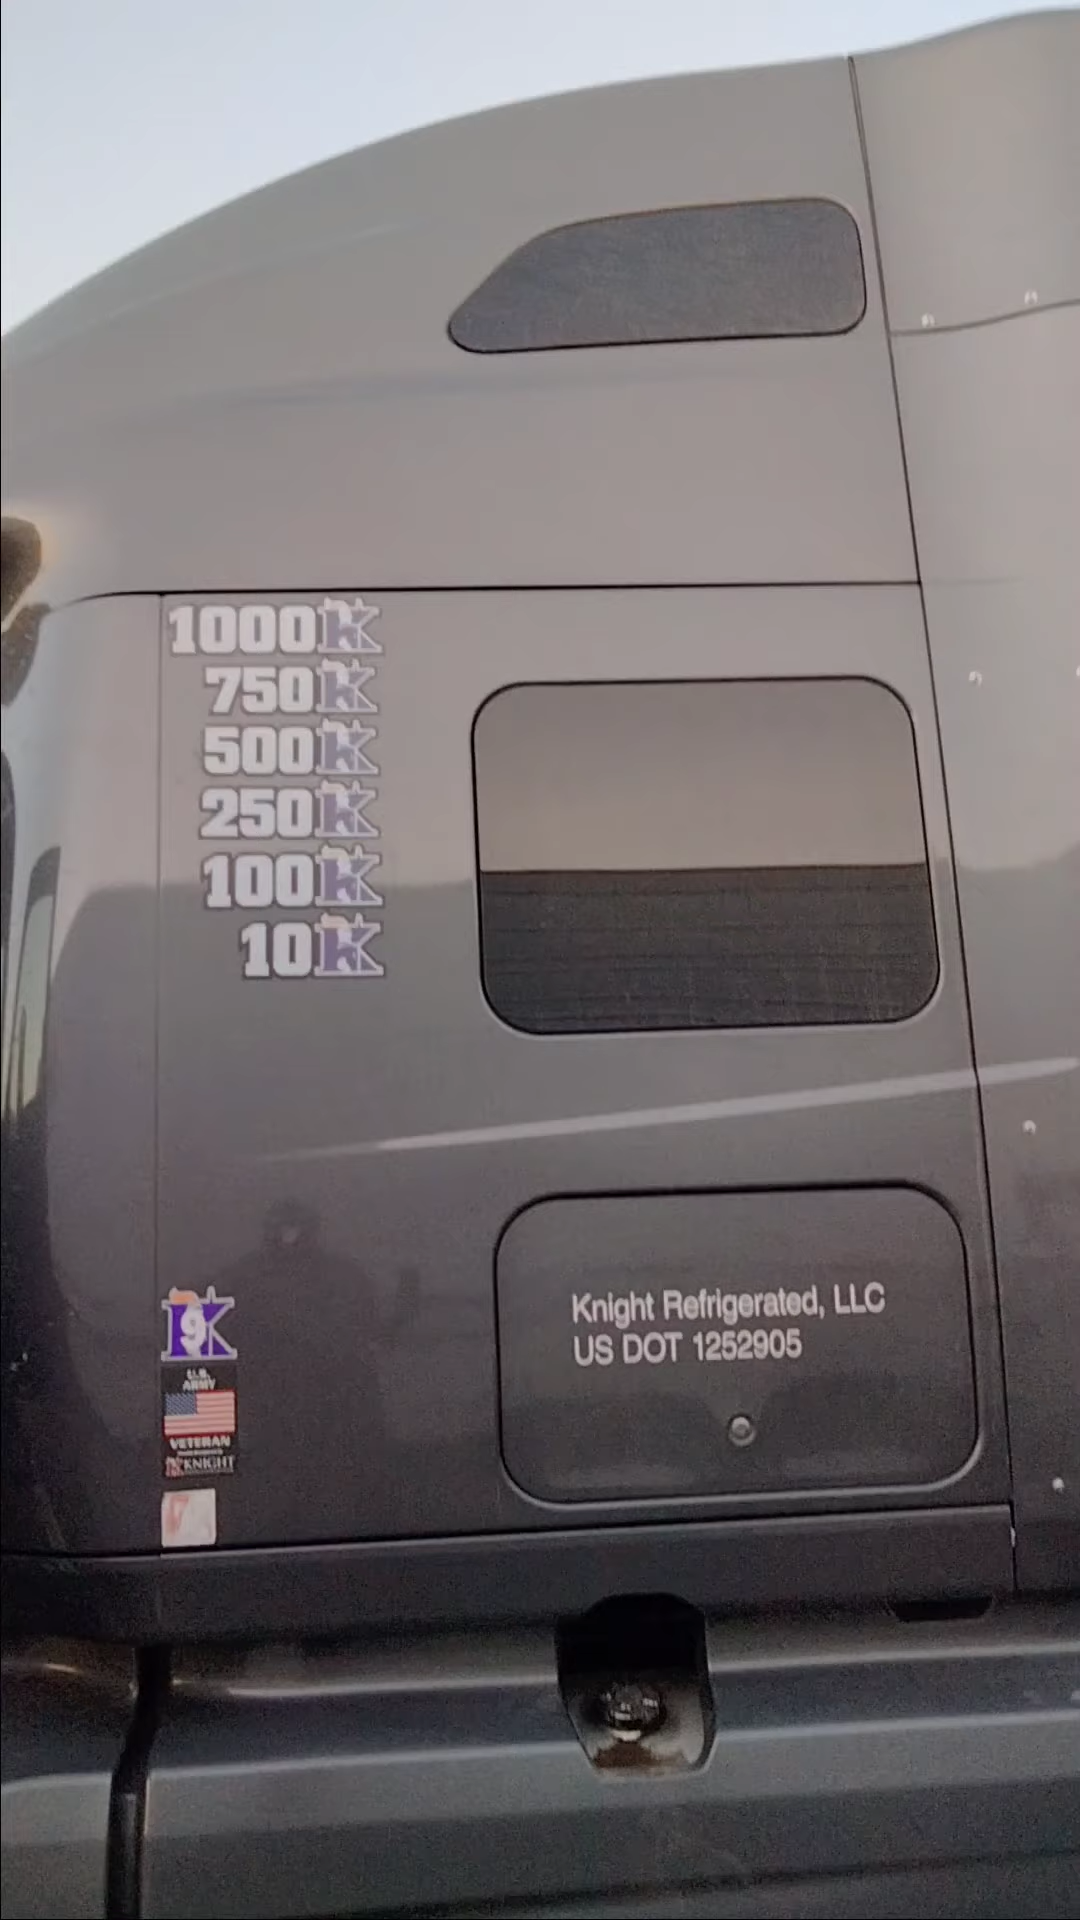 1000K
750K
500K
250K
100K
10K
Knight Refrigerated, LLC
US DOT 1252905
9K
U.S.
ARMY
VETERAN
KNIGHT